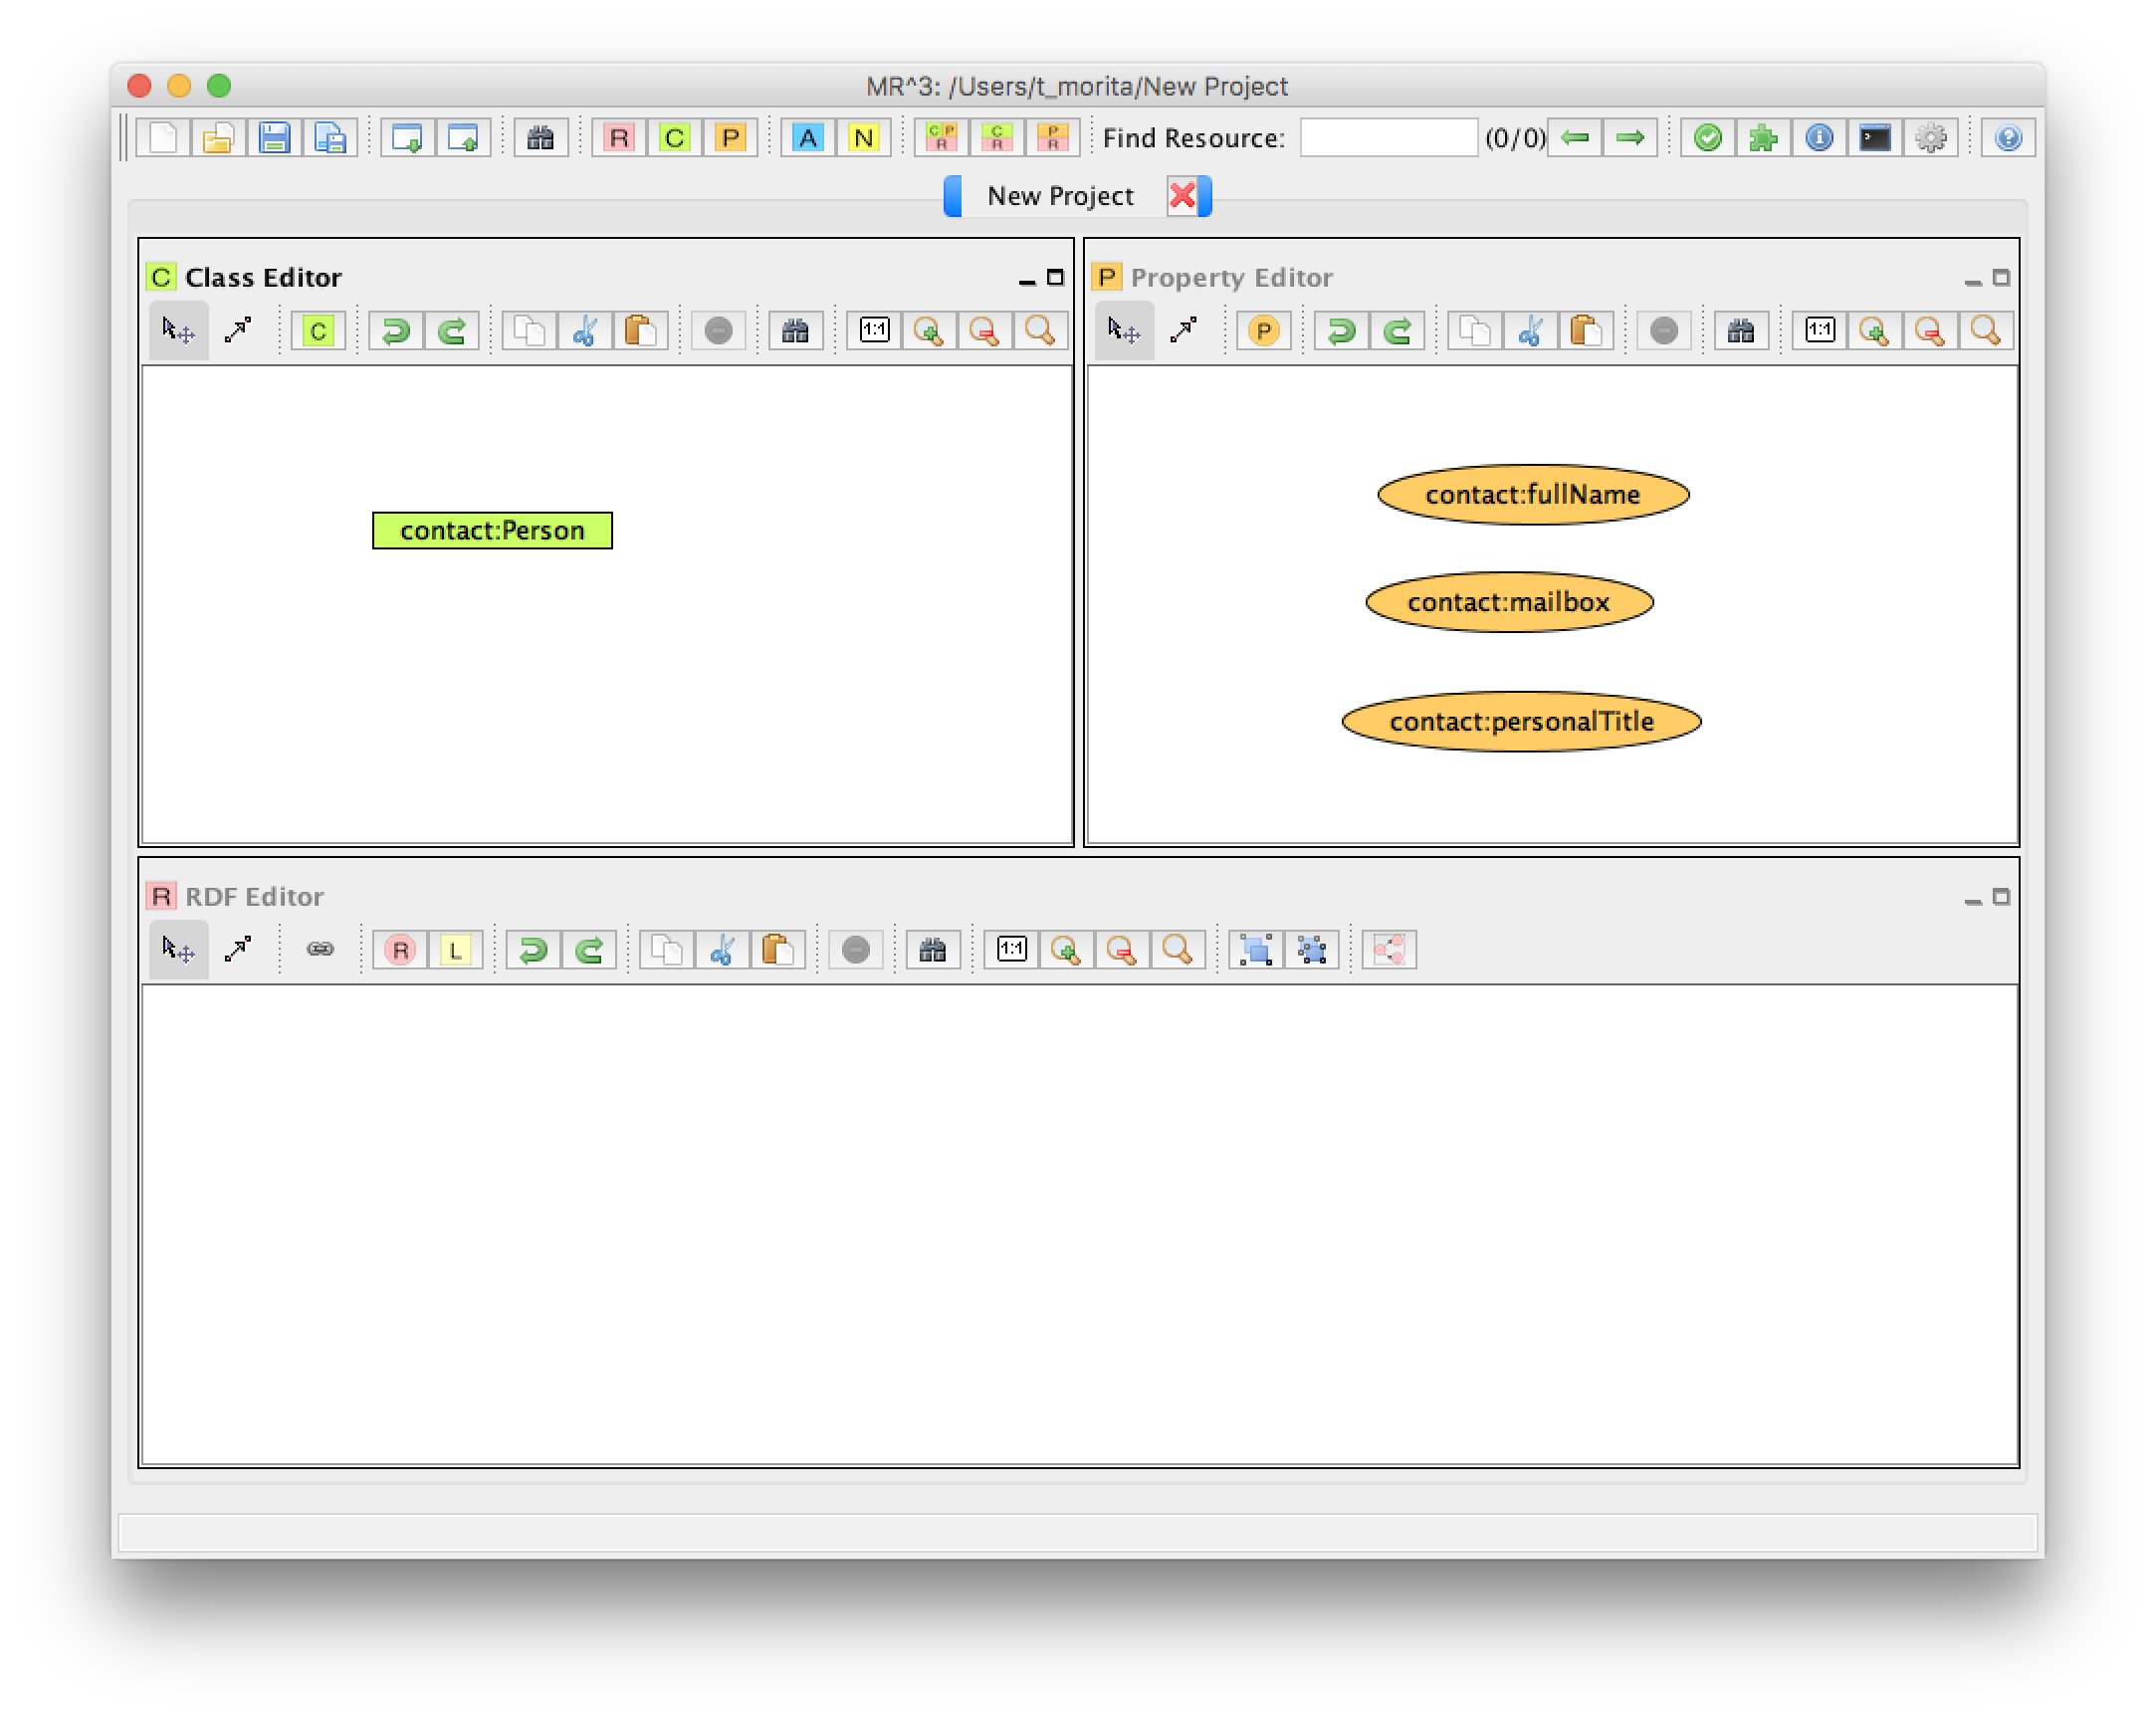 MR^3: /Users/t_morita/New Project
R C P A N C P R C R P R Find Resource: (0/0)
New Project
C Class Editor
C 1:1
contact:Person
P Property Editor
P 1:1
contact:fullName
contact:mailbox
contact:personalTitle
R RDF Editor
R L 1:1